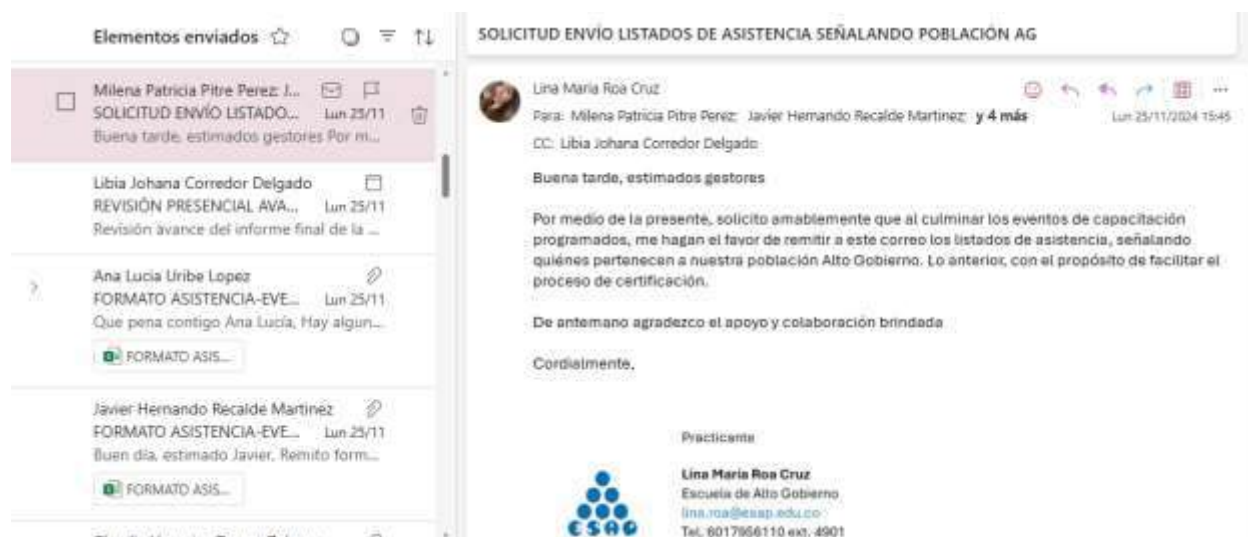 Elementos enviados
Milena Patricia Pitre Perez; J...
SOLICITUD ENVÍO LISTADO... Lun 25/11
Buena tarde, estimados gestores Por m...
Libia Johana Corredor Delgado
REVISIÓN PRESENCIAL AVA... Lun 25/11
Revisión avance del informe final de la ...
Ana Lucia Uribe Lopez
FORMATO ASISTENCIA-EVE... Lun 25/11
Que pena contigo Ana Lucía, Hay algun...
FORMATO ASIS...
Javier Hernando Recalde Martinez
FORMATO ASISTENCIA-EVE... Lun 25/11
Buen día, estimado Javier, Remito form...
FORMATO ASIS...
SOLICITUD ENVÍO LISTADOS DE ASISTENCIA SEÑALANDO POBLACIÓN AG
Lina Maria Roa Cruz
Para: Milena Patricia Pitre Perez; Javier Hernando Recalde Martinez; y 4 más Lun 25/11/2024 15:45
CC: Libia Johana Corredor Delgado
Buena tarde, estimados gestores
Por medio de la presente, solicito amablemente que al culminar los eventos de capacitación
programados, me hagan el favor de remitir a este correo los listados de asistencia, señalando
quiénes pertenecen a nuestra población Alto Gobierno. Lo anterior, con el propósito de facilitar el
proceso de certificación.
De antemano agradezco el apoyo y colaboración brindada
Cordialmente,
Practicante
Lina María Roa Cruz
Escuela de Alto Gobierno
lina.roa@esap.edu.co
Tel. 6017956110 ext. 4901
ESAP